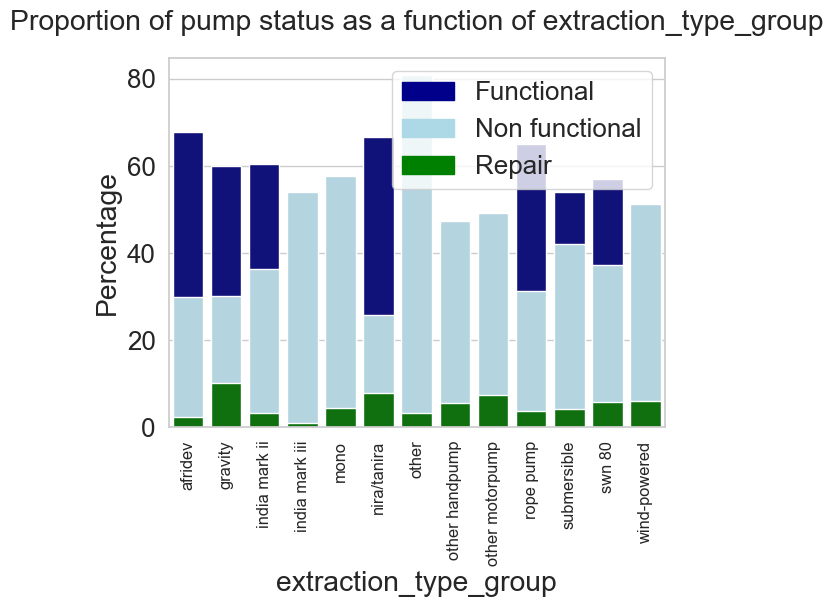 Proportion of pump status as a function of extraction_type_group
80
60
40
20
0
Percentage
Functional
Non functional
Repair
afridev
gravity
india mark ii
india mark iii
mono
nira/tanira
other
other handpump
other motorpump
rope pump
submersible
swn 80
wind-powered
extraction_type_group